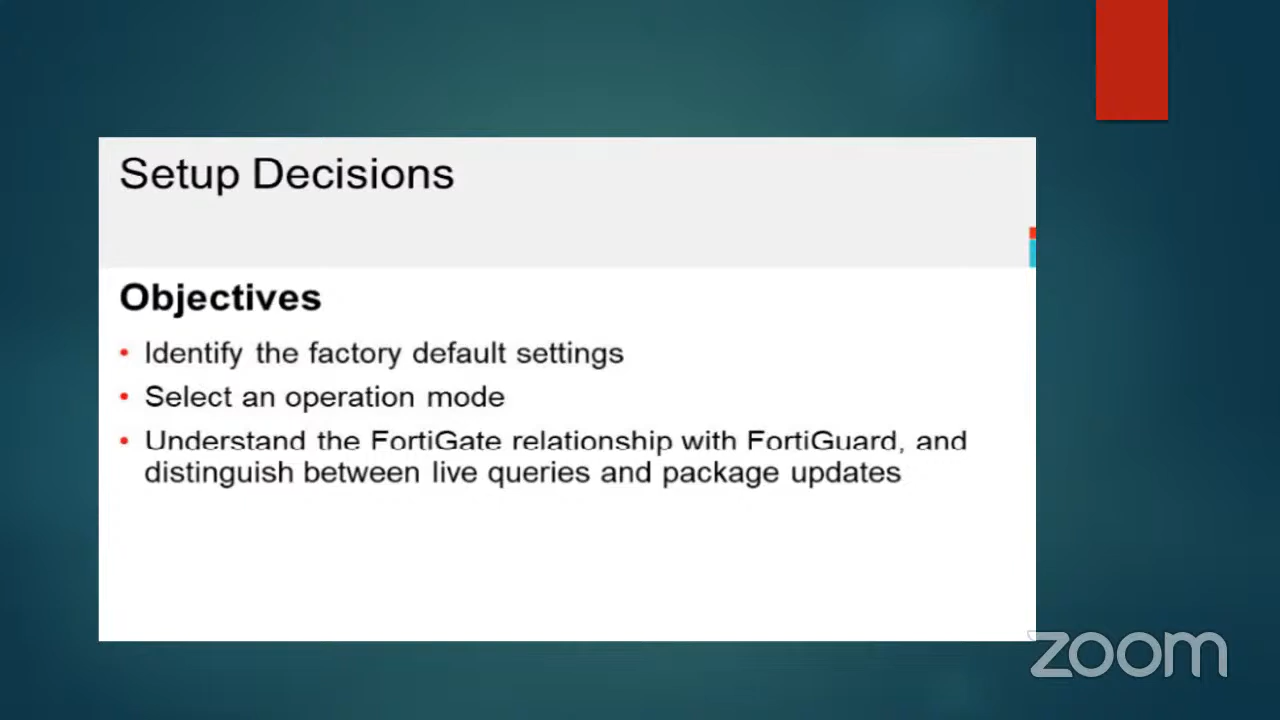 Setup Decisions
Objectives
• Identify the factory default settings
• Select an operation mode
• Understand the FortiGate relationship with FortiGuard, and
distinguish between live queries and package updates
zoom